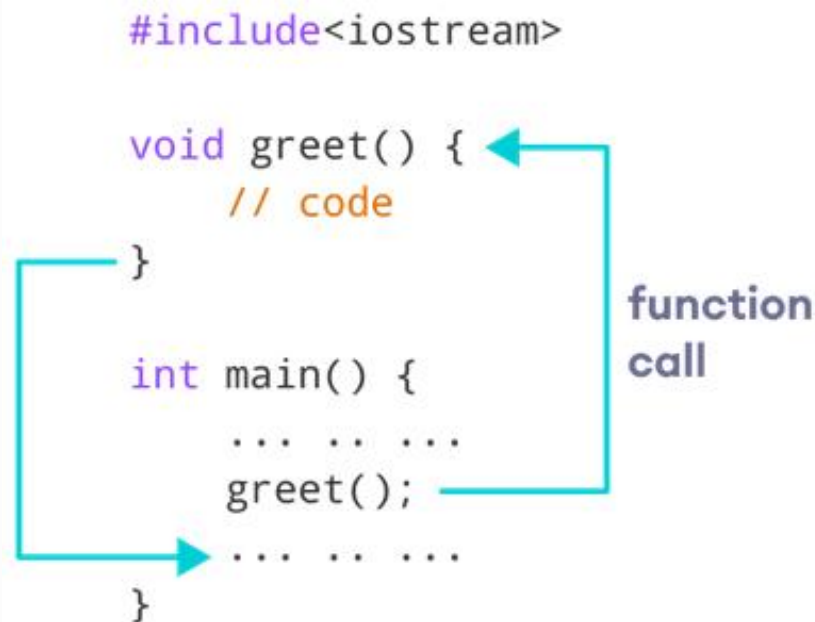 #include<iostream>
void greet() {
// code
}
function
call
int main() {
... .. ...
greet();
... .. ...
}